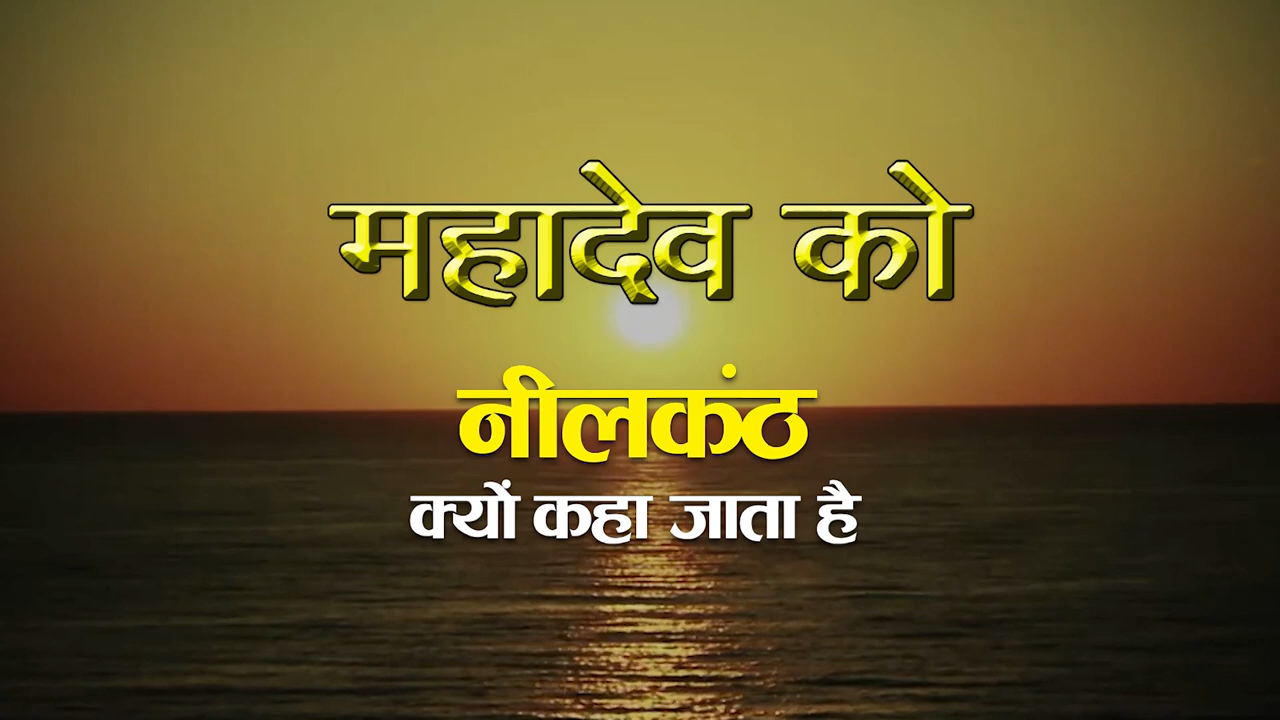 महादेव को
नीलकंठ
क्यों कहा जाता है